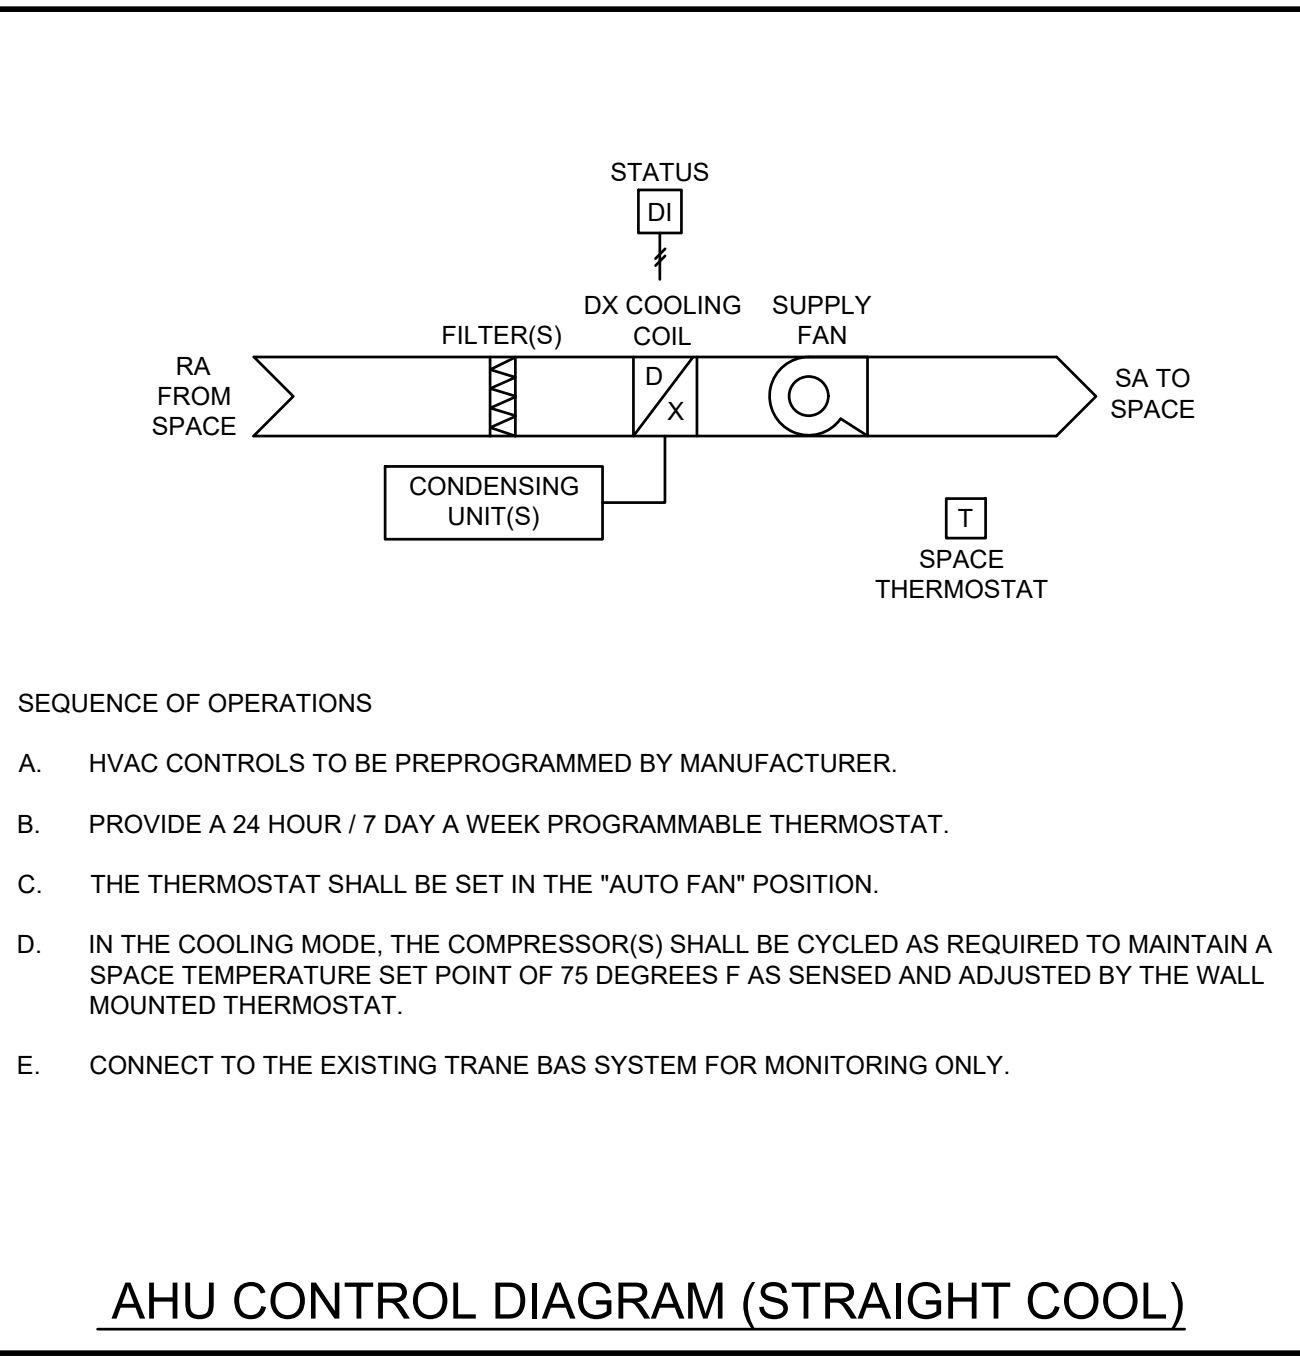 STATUS
DI
DX COOLING
COIL
SUPPLY
FAN
FILTER(S)
RA
FROM
SPACE
D
X
SA TO
SPACE
CONDENSING
UNIT(S)
T
SPACE
THERMOSTAT
SEQUENCE OF OPERATIONS
A. HVAC CONTROLS TO BE PREPROGRAMMED BY MANUFACTURER.
B. PROVIDE A 24 HOUR / 7 DAY A WEEK PROGRAMMABLE THERMOSTAT.
C. THE THERMOSTAT SHALL BE SET IN THE "AUTO FAN" POSITION.
D. IN THE COOLING MODE, THE COMPRESSOR(S) SHALL BE CYCLED AS REQUIRED TO MAINTAIN A
SPACE TEMPERATURE SET POINT OF 75 DEGREES F AS SENSED AND ADJUSTED BY THE WALL
MOUNTED THERMOSTAT.
E. CONNECT TO THE EXISTING TRANE BAS SYSTEM FOR MONITORING ONLY.
AHU CONTROL DIAGRAM (STRAIGHT COOL)